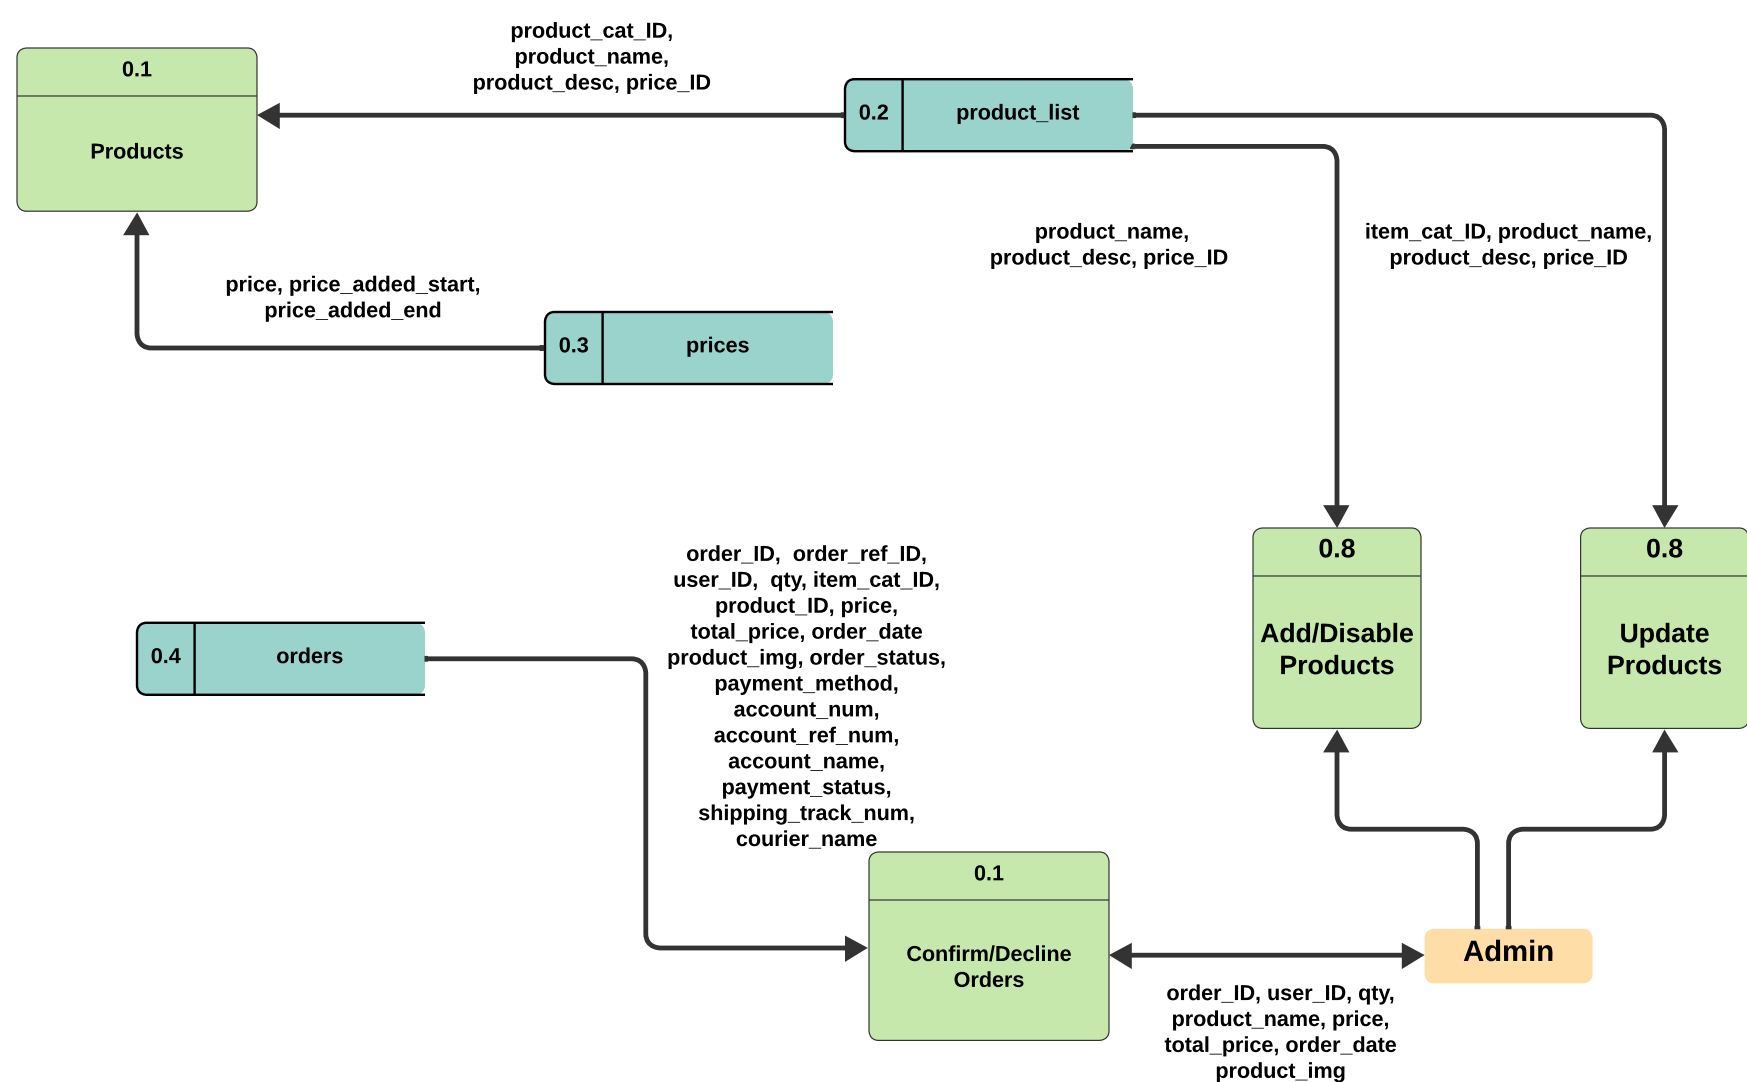 product_cat_ID,
product_name,
product_desc, price_ID
0.1
Products
0.2
product_list
product_name,
product_desc, price_ID
item_cat_ID, product_name,
product_desc, price_ID
price, price_added_start,
price_added_end
0.3
prices
order_ID,  order_ref_ID,
user_ID,  qty, item_cat_ID,
product_ID, price,
total_price, order_date
product_img, order_status,
payment_method,
account_num,
account_ref_num,
account_name,
payment_status,
shipping_track_num,
courier_name
0.8
Add/Disable
Products
0.8
Update
Products
0.4
orders
0.1
Confirm/Decline
Orders
Admin
order_ID, user_ID, qty,
product_name, price,
total_price, order_date
product_img